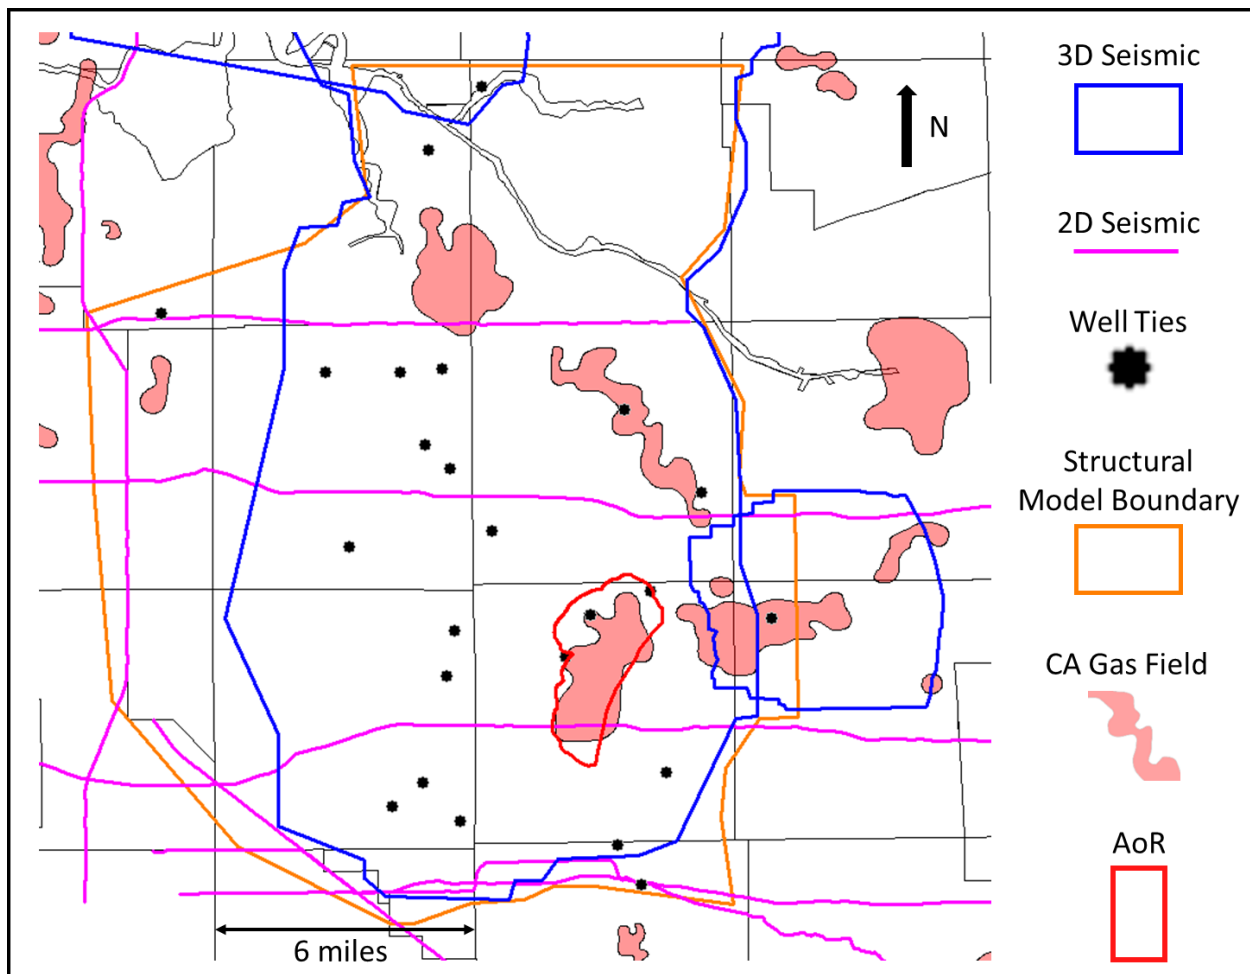 3D Seismic
N
2D Seismic
Well Ties
Structural
Model Boundary
CA Gas Field
AoR
6 miles